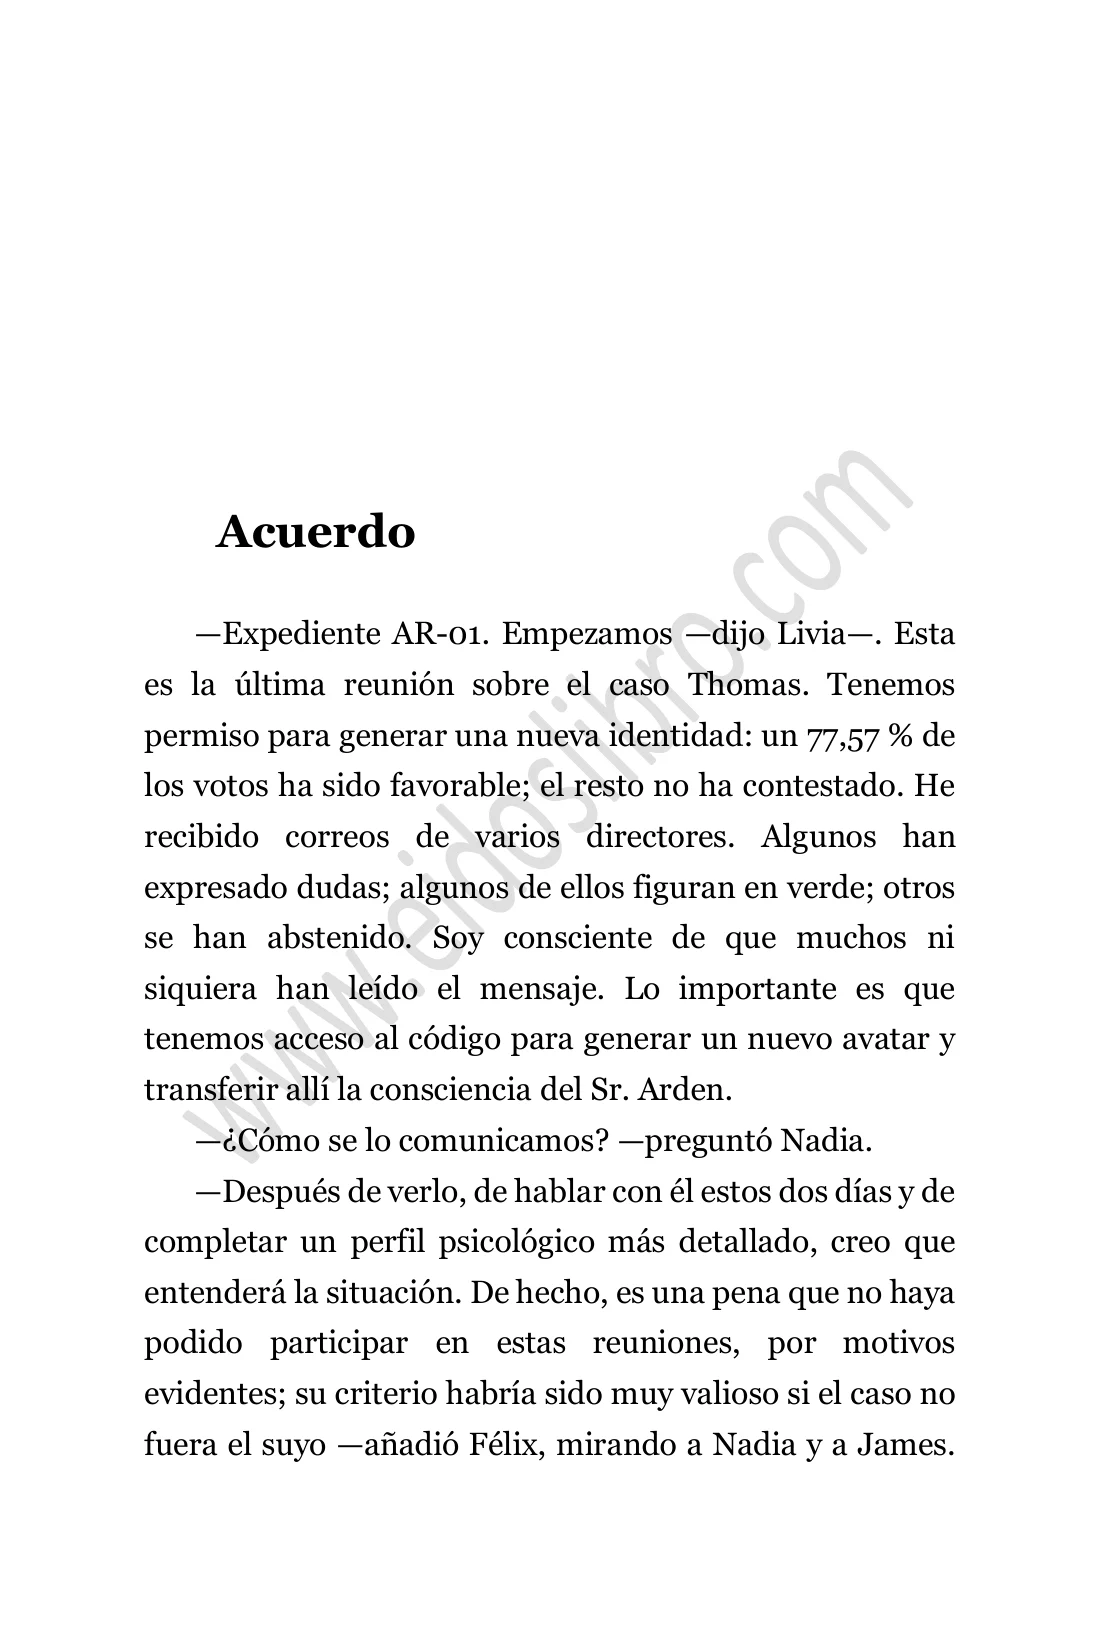 Acuerdo
—Expediente AR-01. Empezamos —dijo Livia—. Esta
es la última reunión sobre el caso Thomas. Tenemos
permiso para generar una nueva identidad: un 77,57 % de
los votos ha sido favorable; el resto no ha contestado. He
recibido correos de varios directores. Algunos han
expresado dudas; algunos de ellos figuran en verde; otros
se han abstenido. Soy consciente de que muchos ni
siquiera han leído el mensaje. Lo importante es que
tenemos acceso al código para generar un nuevo avatar y
transferir allí la consciencia del Sr. Arden.
—¿Cómo se lo comunicamos? —preguntó Nadia.
—Después de verlo, de hablar con él estos dos días y de
completar un perfil psicológico más detallado, creo que
entenderá la situación. De hecho, es una pena que no haya
podido participar en estas reuniones, por motivos
evidentes; su criterio habría sido muy valioso si el caso no
fuera el suyo —añadió Félix, mirando a Nadia y a James.
www.eidoslibro.com